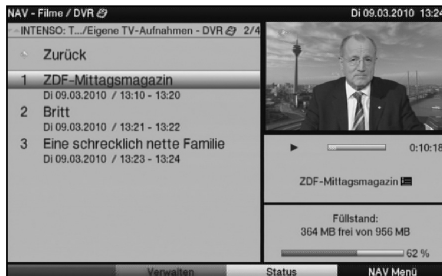 NAV - Filme / DVR
Di 09.03.2010 13:24
INTENSO: T.../Eigene TV-Aufnahmen - DVR 2/4
Zurück
1 ZDF-Mittagsmagazin
Di 09.03.2010 / 13:10 - 13:20
2 Britt
Di 09.03.2010 / 13:21 - 13:22
3 Eine schrecklich nette Familie
Di 09.03.2010 / 13:23 - 13:24
0:10:18
ZDF-Mittagsmagazin
Füllstand:
364 MB frei von 956 MB
62 %
Verwalten
Status
NAV Menü